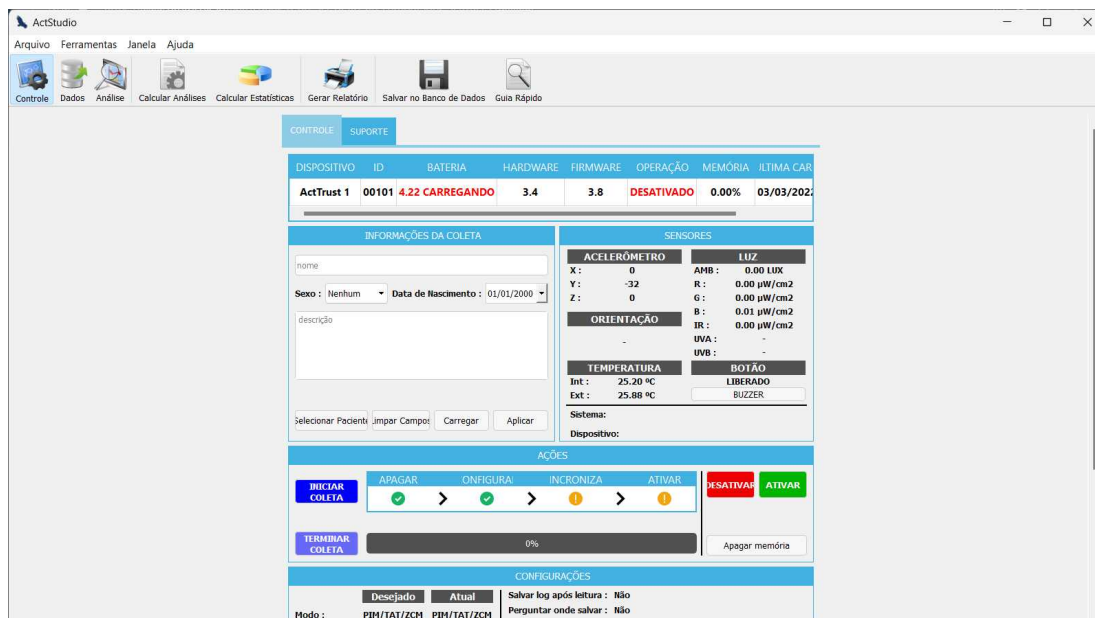 ActStudio
Arquivo Ferramentas Janela Ajuda
Controle Dados Análise Calcular Análises Calcular Estatísticas Gerar Relatório Salvar no Banco de Dados Guia Rápido
CONTROLE SUPORTE
DISPOSITIVO ID BATERIA HARDWARE FIRMWARE OPERAÇÃO MEMÓRIA ILTIMA CAR
ActTrust 1 00101 4.22 CARREGANDO 3.4 3.8 DESATIVADO 0.00% 03/03/2022
INFORMAÇÕES DA COLETA
nome
Sexo : Nenhum Data de Nascimento : 01/01/2000
descrição
Selecionar Paciente Limpar Campos Carregar Aplicar
SENSORES
ACELERÔMETRO
X : 0
Y : -32
Z : 0
ORIENTAÇÃO
-
TEMPERATURA
Int : 25.20 ºC
Ext : 25.88 ºC
LUZ
AMB : 0.00 LUX
R : 0.00 µW/cm2
G : 0.00 µW/cm2
B : 0.01 µW/cm2
IR : 0.00 µW/cm2
UVA : -
UVB : -
BOTÃO
LIBERADO
BUZZER
Sistema:
Dispositivo:
AÇÕES
INICIAR COLETA
APAGAR ONFIGURAI INCRONIZA ATIVAR
DESATIVAR ATIVAR
TERMINAR COLETA
0%
Apagar memória
CONFIGURAÇÕES
Desejado Atual
Modo : PIM/TAT/ZCM PIM/TAT/ZCM
Salvar log após leitura : Não
Perguntar onde salvar : Não